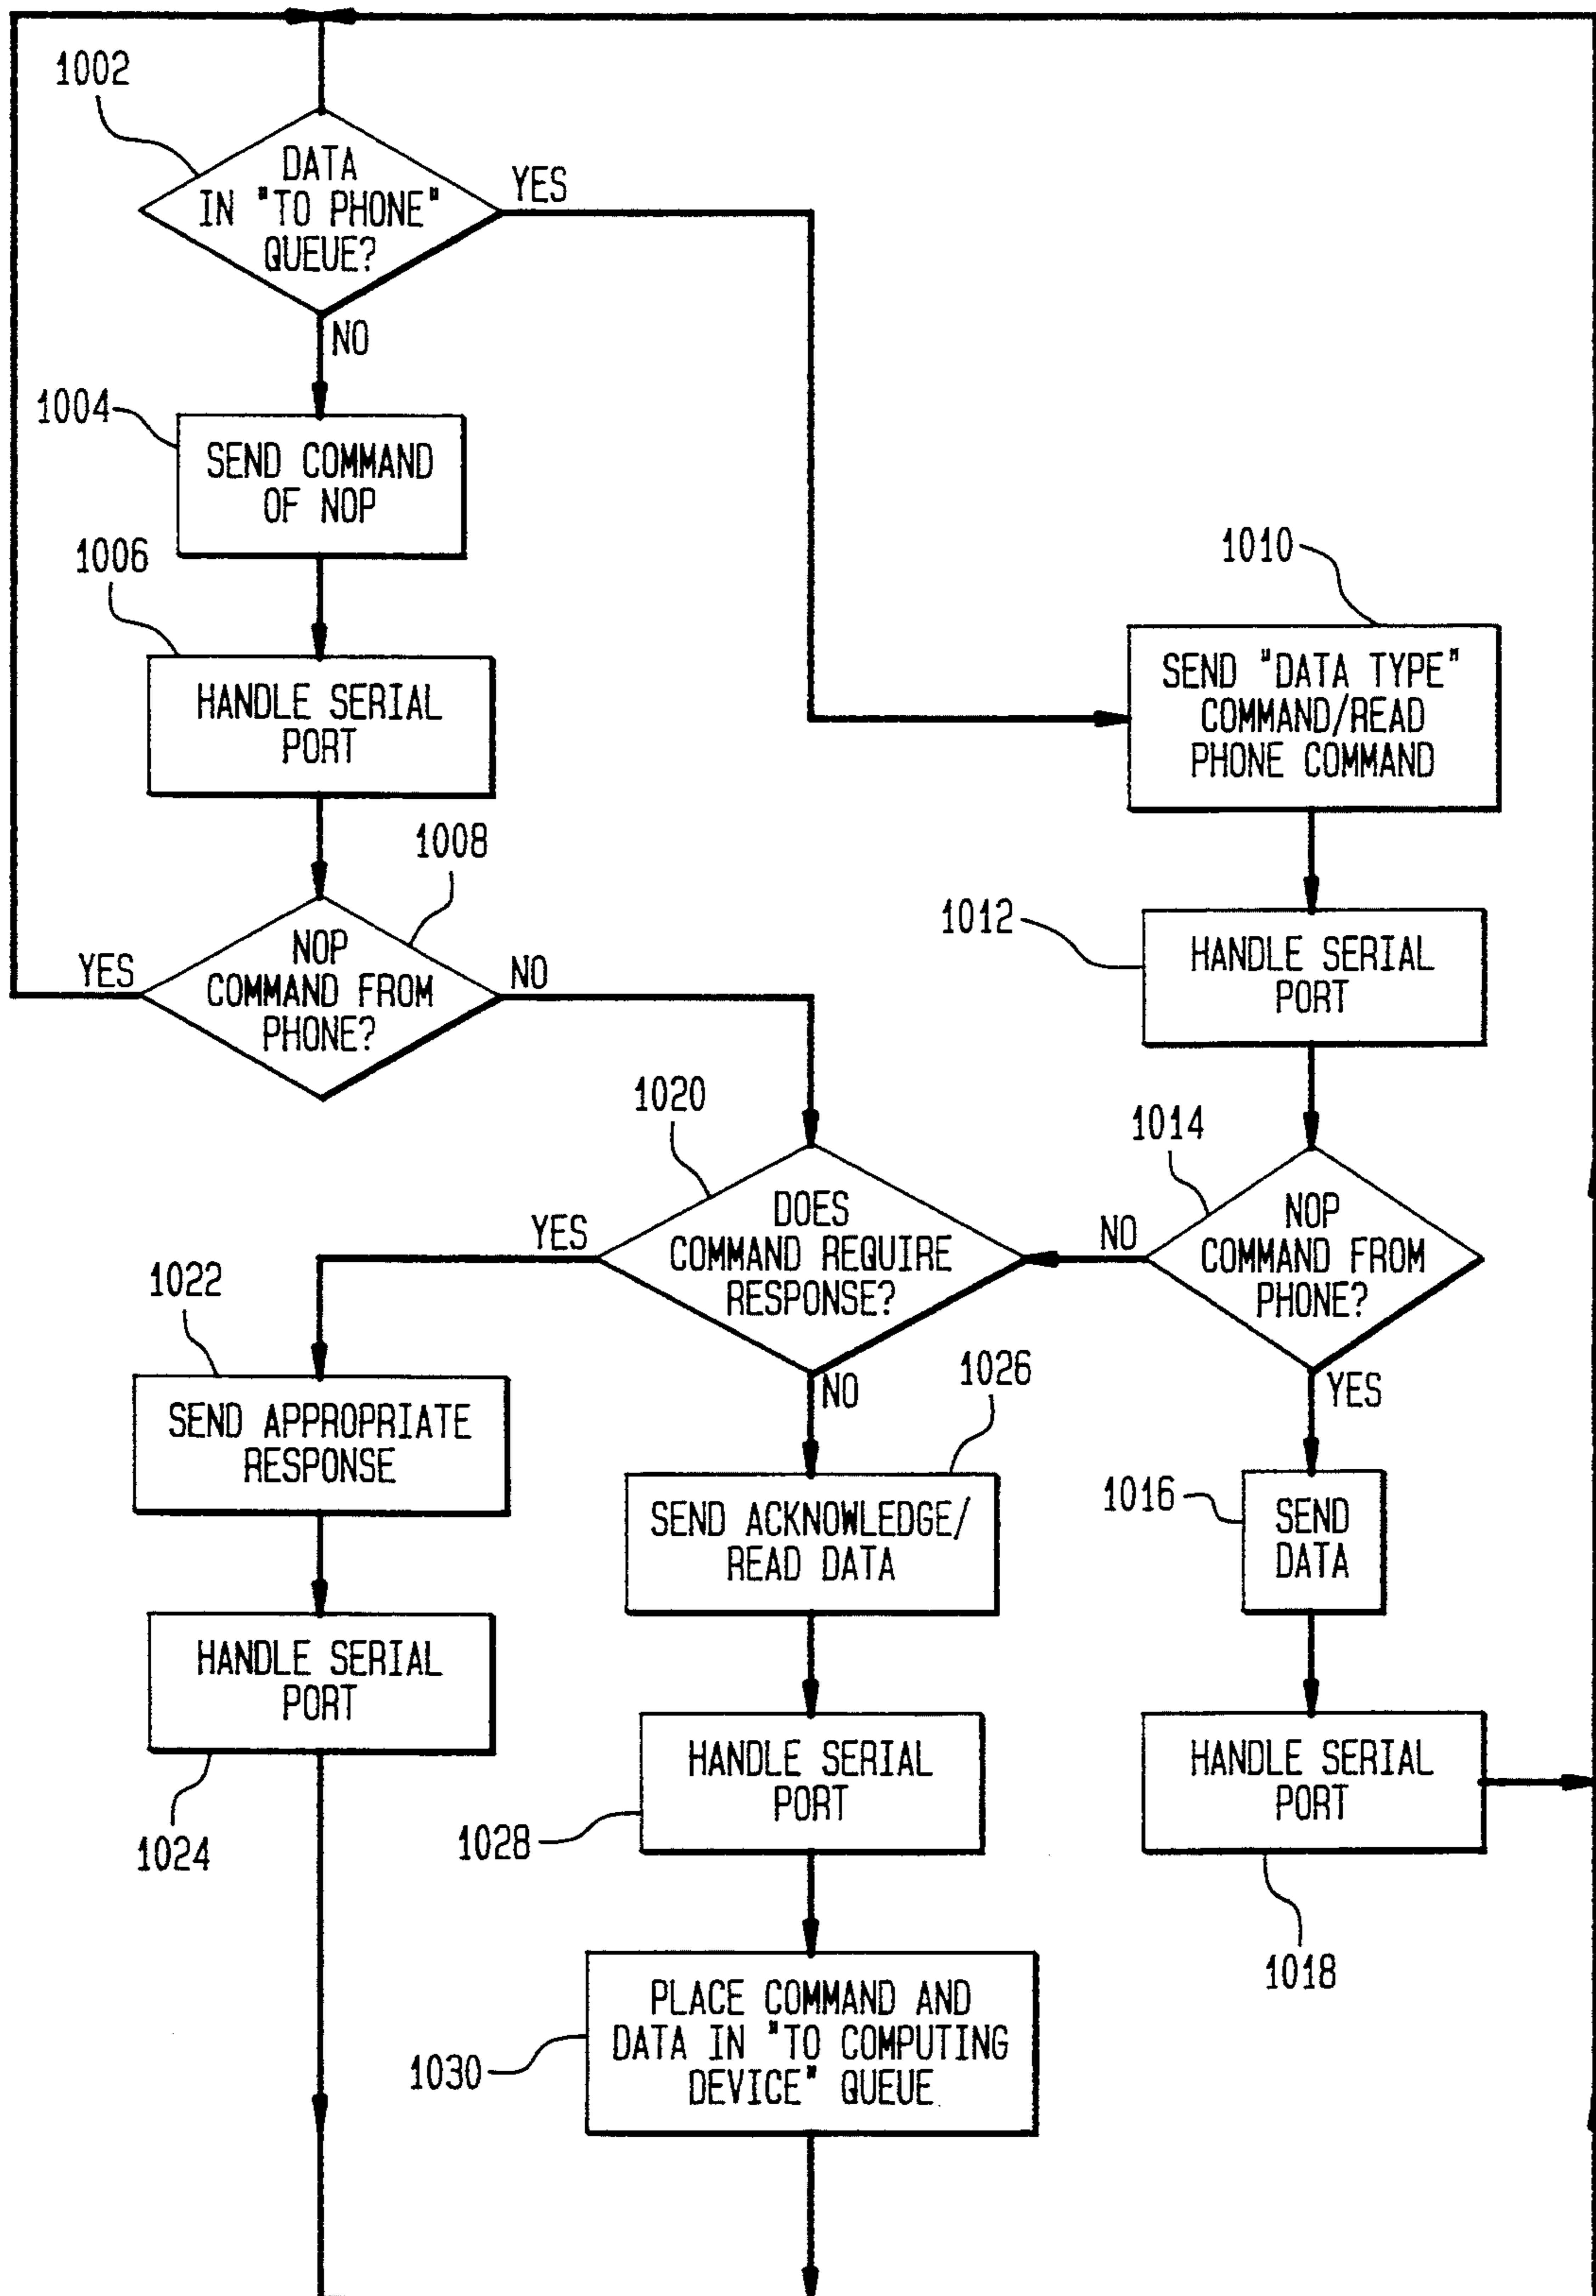 1002
DATA
IN "TO PHONE"
QUEUE?
YES
NO
1004
SEND COMMAND
OF NOP
1006
HANDLE SERIAL
PORT
1008
NOP
COMMAND FROM
PHONE?
YES
NO
1010
SEND "DATA TYPE"
COMMAND/READ
PHONE COMMAND
1012
HANDLE SERIAL
PORT
1014
NOP
COMMAND FROM
PHONE?
NO
YES
1016
SEND
DATA
HANDLE SERIAL
PORT
1018
1020
DOES
COMMAND REQUIRE
RESPONSE?
YES
NO
1022
SEND APPROPRIATE
RESPONSE
HANDLE SERIAL
PORT
1024
1026
SEND ACKNOWLEDGE/
READ DATA
HANDLE SERIAL
PORT
1028
PLACE COMMAND AND
DATA IN "TO COMPUTING
DEVICE" QUEUE
1030